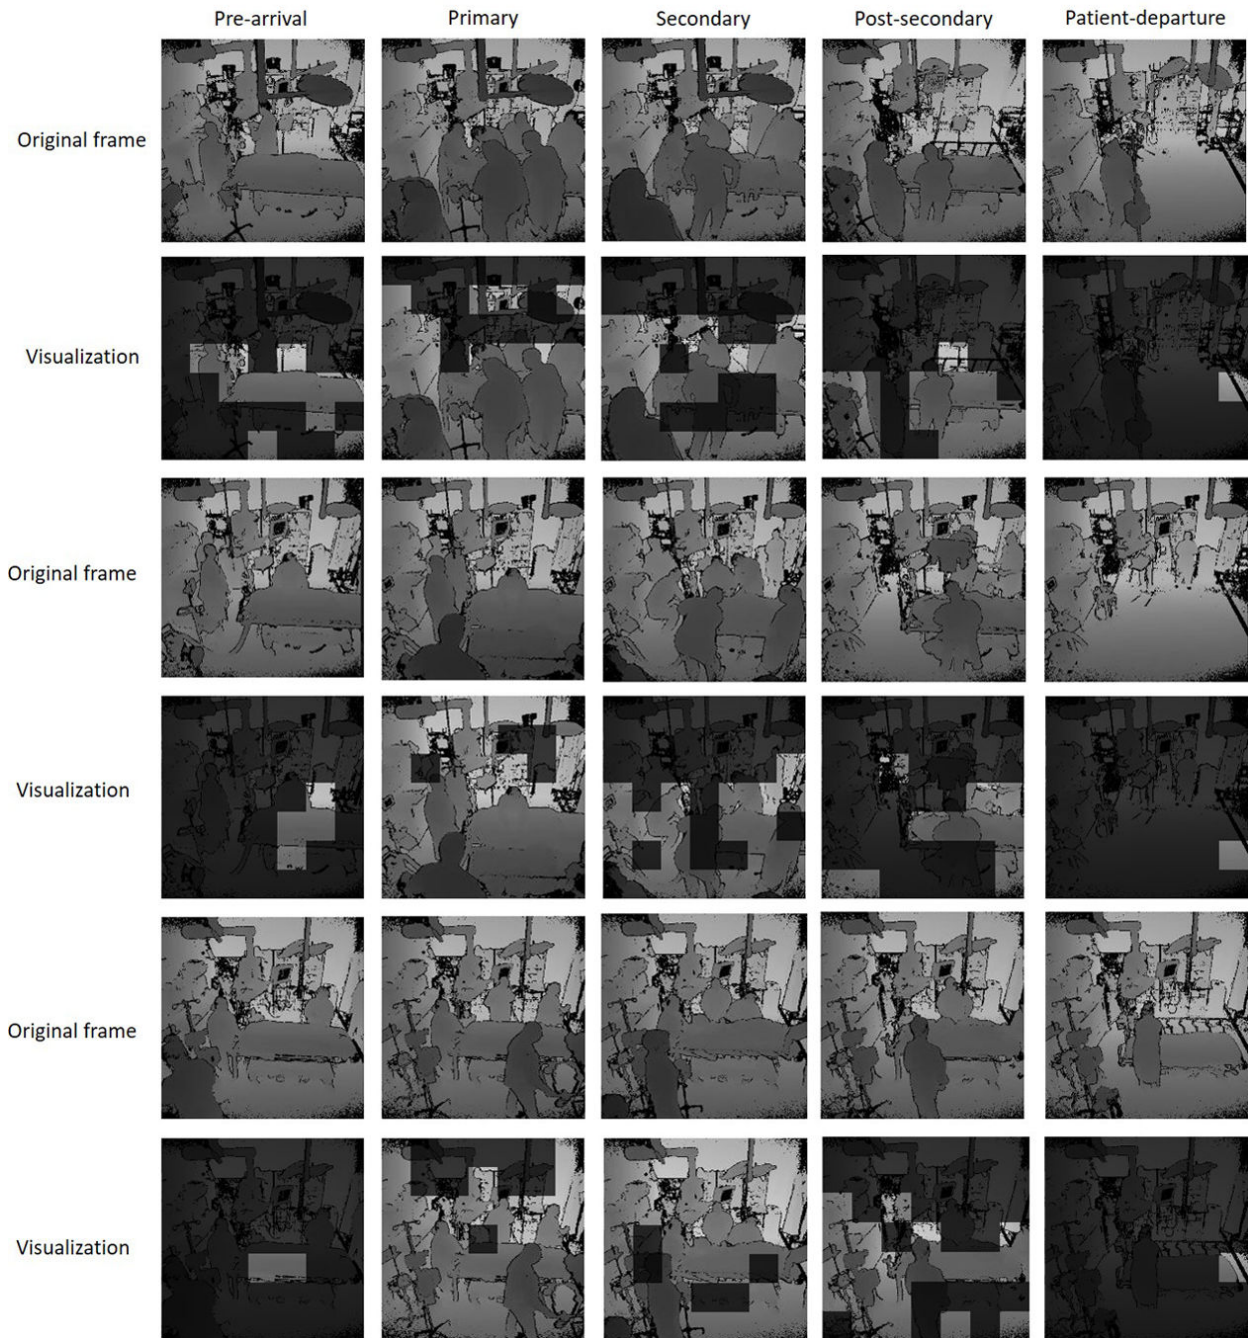 Pre-arrival Primary Secondary Post-secondary Patient-departure
Original frame
Visualization
Original frame
Visualization
Original frame
Visualization